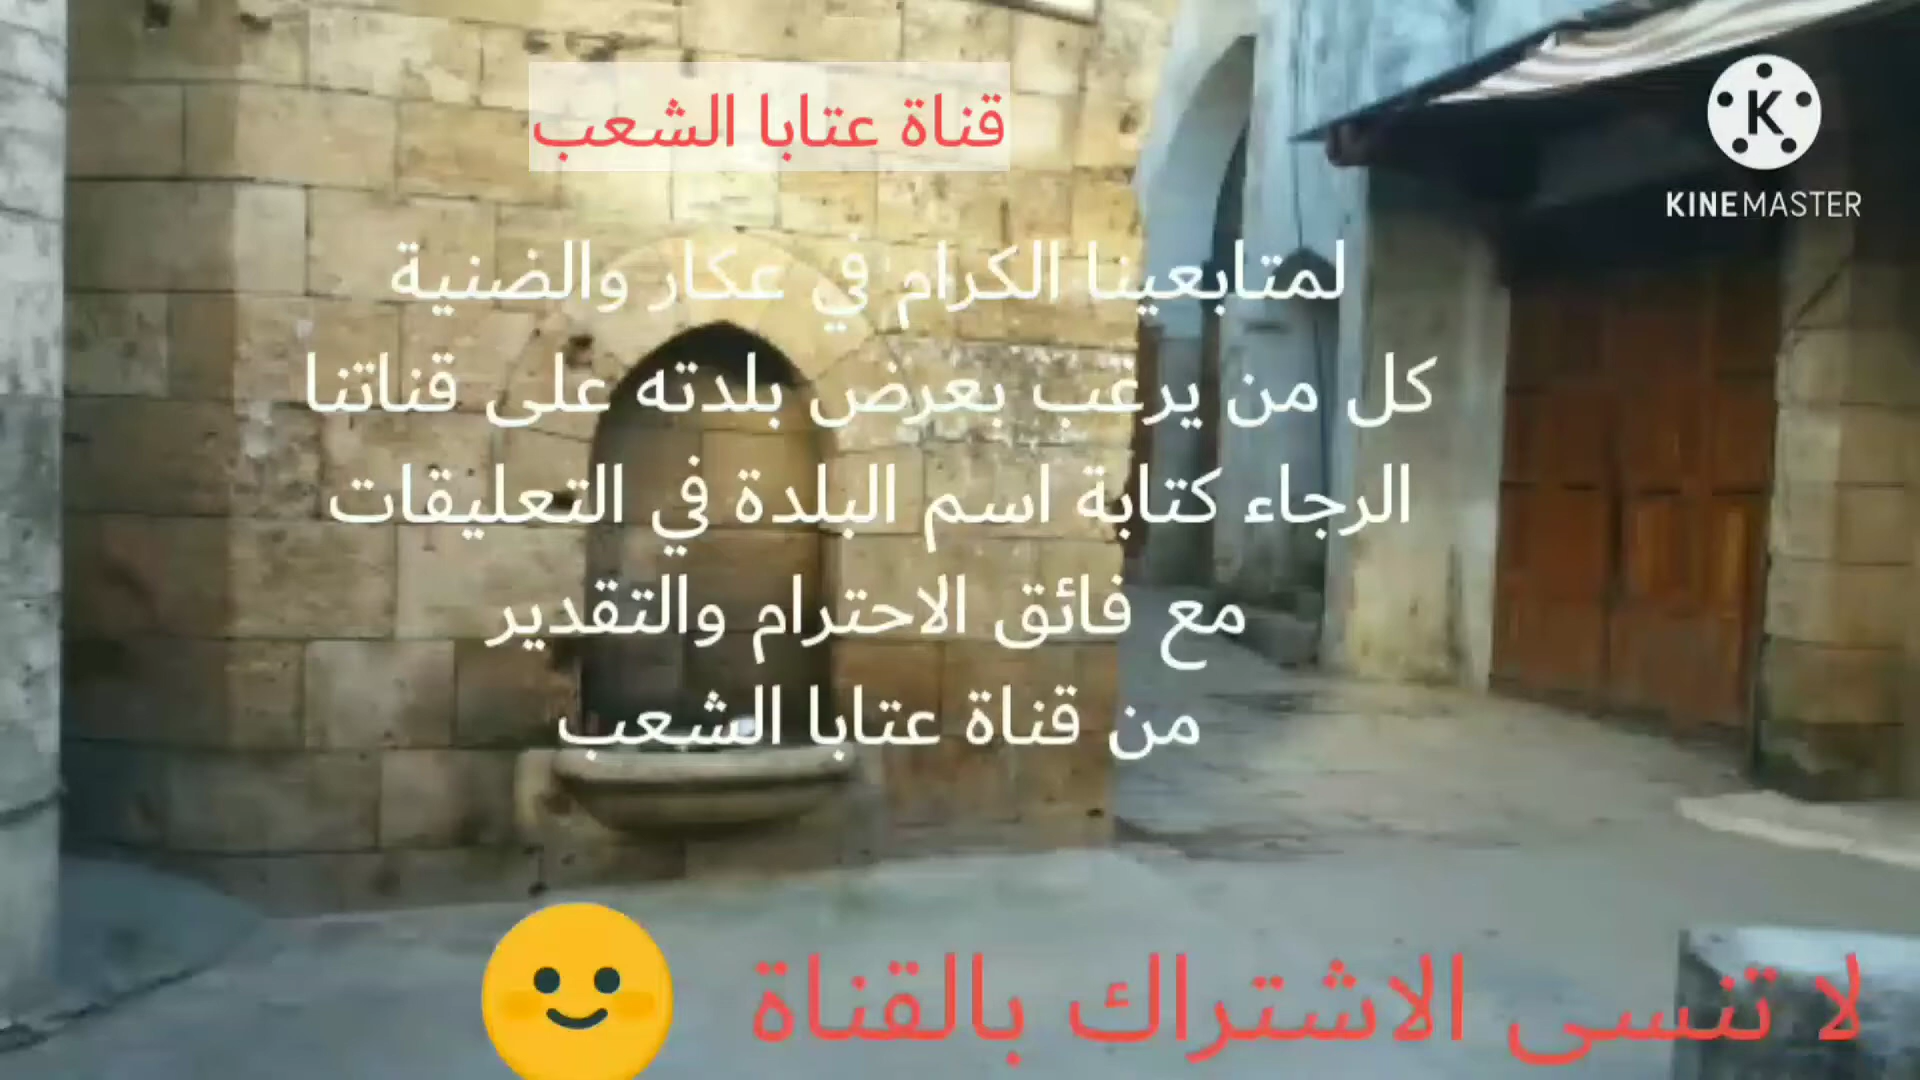 قناة عتابا الشعب
KINEMASTER
لمتابعينا الكرام في عكار والضنية
كل من يرغب بعرض بلدته على قناتنا
الرجاء كتابة اسم البلدة في التعليقات
مع فائق الاحترام والتقدير
من قناة عتابا الشعب
لا تنسى الاشتراك بالقناة